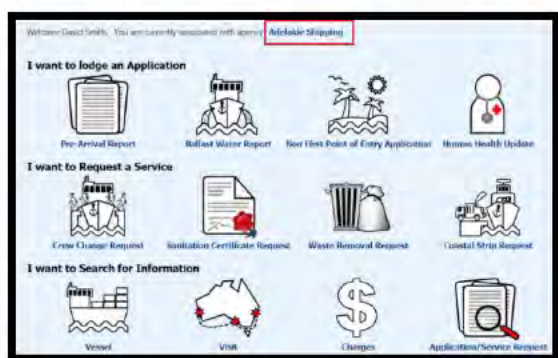 Welcome David Smith. You are currently associated with agency Adelaide Shipping
I want to lodge an Application
Pre-Arrival Report Ballast Water Report Non First Point of Entry Application Human Health Update
I want to Request a Service
Crew Change Request Sanitation Certificate Request Waste Removal Request Coastal Strip Request
I want to Search for Information
Vessel Visit Charges Application/Service Request